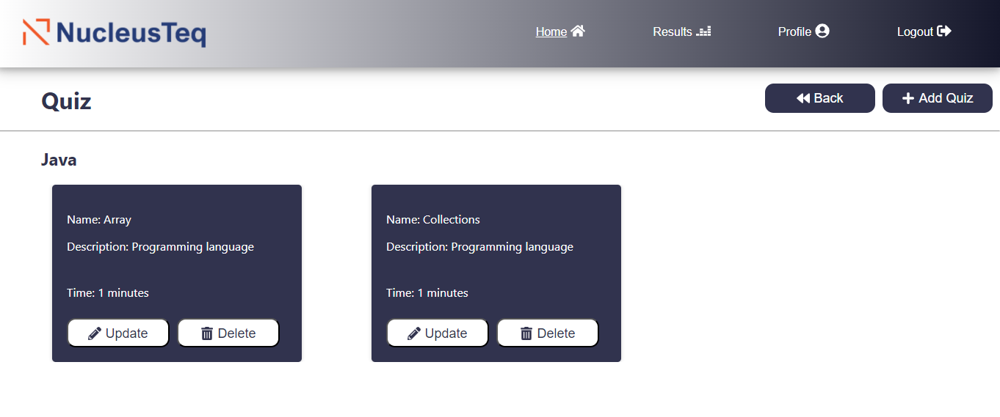 NucleusTeq
Home
Results
Profile
Logout
Quiz
Back
Add Quiz
Java
Name: Array
Description: Programming language
Time: 1 minutes
Update
Delete
Name: Collections
Description: Programming language
Time: 1 minutes
Update
Delete